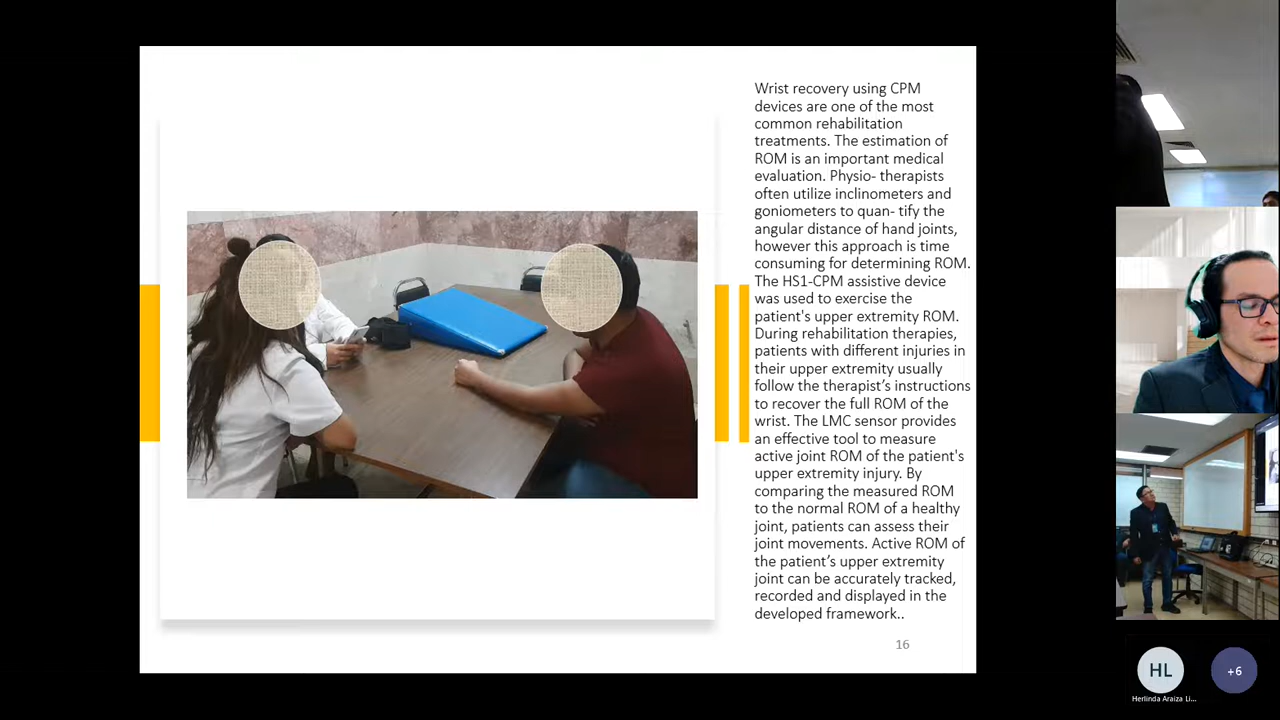 Wrist recovery using CPM
devices are one of the most
common rehabilitation
treatments. The estimation of
ROM is an important medical
evaluation. Physio- therapists
often utilize inclinometers and
goniometers to quan- tify the
angular distance of hand joints,
however this approach is time
consuming for determining ROM.
The HS1-CPM assistive device
was used to exercise the
patient's upper extremity ROM.
During rehabilitation therapies,
patients with different injuries in
their upper extremity usually
follow the therapist’s instructions
to recover the full ROM of the
wrist. The LMC sensor provides
an effective tool to measure
active joint ROM of the patient's
upper extremity injury. By
comparing the measured ROM
to the normal ROM of a healthy
joint, patients can assess their
joint movements. Active ROM of
the patient’s upper extremity
joint can be accurately tracked,
recorded and displayed in the
developed framework..
16
HL
+6
Herlinda Araiza Li...